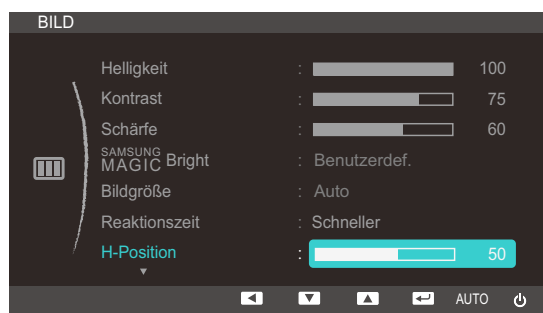 BILD
Helligkeit : 100
Kontrast : 75
Schärfe : 60
SAMSUNG MAGIC Bright : Benutzerdef.
Bildgröße : Auto
Reaktionszeit : Schneller
H-Position : 50
AUTO